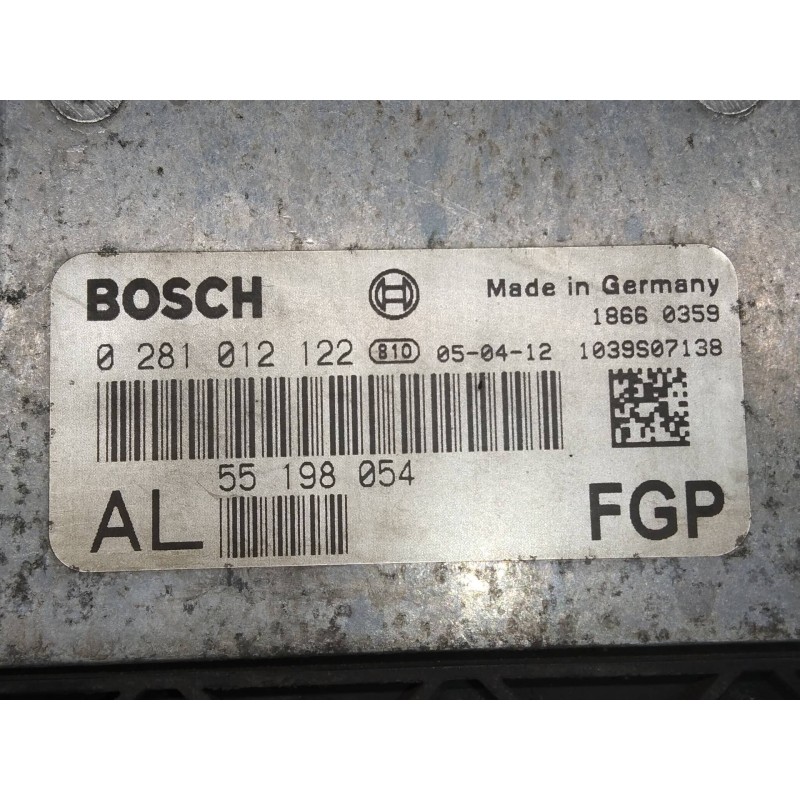 BOSCH Made in Germany
1866 0359
0 281 012 122 810 05-04-12 1039S07138
55 198 054
AL FGP